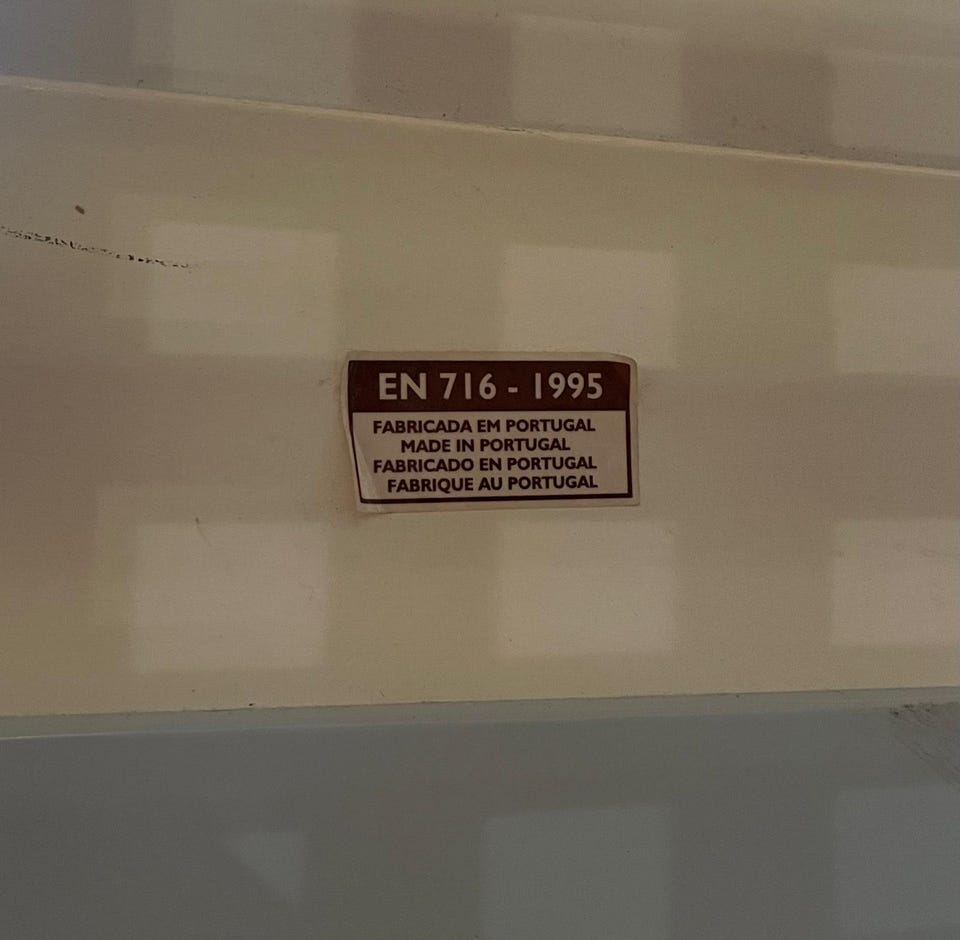 EN 716 - 1995
FABRICADA EM PORTUGAL
MADE IN PORTUGAL
FABRICADO EN PORTUGAL
FABRIQUE AU PORTUGAL